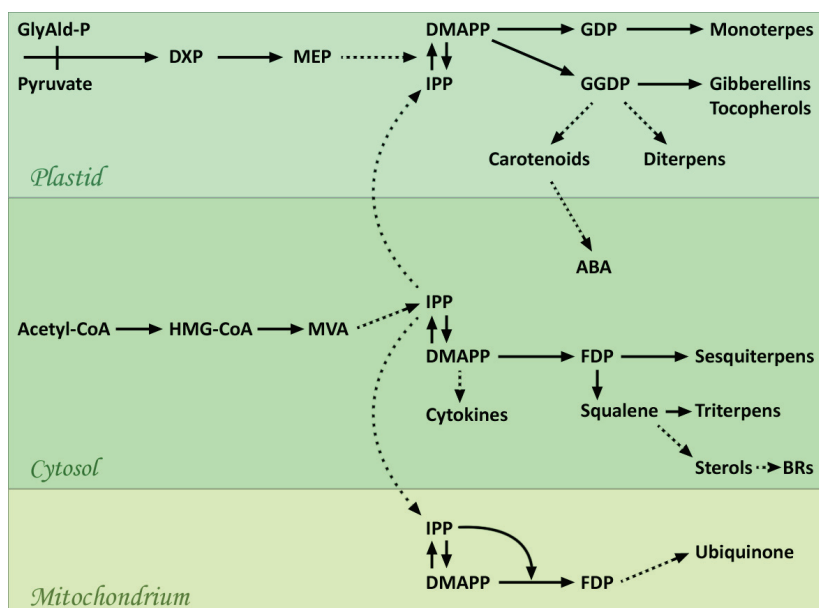 GlyAld-P
DMAPP GDP Monoterpes
DXP MEP
Pyruvate IPP GGDP Gibberellins
Tocopherols
Carotenoids Diterpens
Plastid
ABA
IPP
Acetyl-CoA HMG-CoA MVA
DMAPP FDP Sesquiterpens
Cytokines Squalene Triterpens
Cytosol Sterols BRs
IPP
Ubiquinone
DMAPP FDP
Mitochondrium